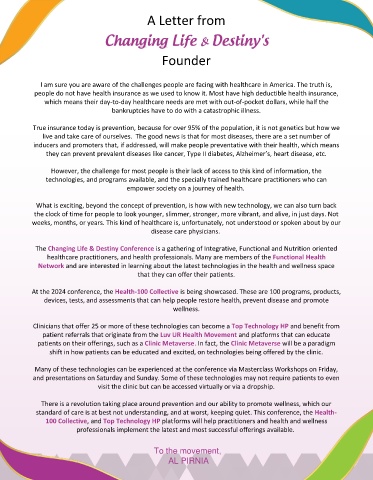 A Letter from
Changing Life & Destiny's
Founder
I am sure you are aware of the challenges people are facing with healthcare in America. The truth is,
people do not have health insurance as we used to know it. Most have high deductible health insurance,
which means their day-to-day healthcare needs are met with out-of-pocket dollars, while half the
bankruptcies have to do with a catastrophic illness.
True insurance today is prevention, because for over 95% of the population, it is not genetics but how we
live and take care of ourselves. The good news is that for most diseases, there are a set number of
inducers and promoters that, if addressed, will make people preventative with their health, which means
they can prevent prevalent diseases like cancer, Type II diabetes, Alzheimer's, heart disease, etc.
However, the challenge for most people is their lack of access to this kind of information, the
technologies, and programs available, and the specially trained healthcare practitioners who can
empower society on a journey of health.
What is exciting, beyond the concept of prevention, is how with new technology, we can also turn back
the clock of time for people to look younger, slimmer, stronger, more vibrant, and alive, in just days. Not
weeks, months, or years. This kind of healthcare is, unfortunately, not understood or spoken about by our
disease care physicians.
The Changing Life & Destiny Conference is a gathering of Integrative, Functional and Nutrition oriented
healthcare practitioners, and health professionals. Many are members of the Functional Health
Network and are interested in learning about the latest technologies in the health and wellness space
that they can offer their patients.
At the 2024 conference, the Health-100 Collective is being showcased. These are 100 programs, products,
devices, tests, and assessments that can help people restore health, prevent disease and promote
wellness.
Clinicians that offer 25 or more of these technologies can become a Top Technology HP and benefit from
patient referrals that originate from the Luv UR Health Movement and platforms that can educate
patients on their offerings, such as a Clinic Metaverse. In fact, the Clinic Metaverse will be a paradigm
shift in how patients can be educated and excited, on technologies being offered by the clinic.
Many of these technologies can be experienced at the conference via Masterclass Workshops on Friday,
and presentations on Saturday and Sunday. Some of these technologies may not require patients to even
visit the clinic but can be accessed virtually or via a dropship.
There is a revolution taking place around prevention and our ability to promote wellness, which our
standard of care is at best not understanding, and at worst, keeping quiet. This conference, the Health-
100 Collective, and Top Technology HP platforms will help practitioners and health and wellness
professionals implement the latest and most successful offerings available.
To the movement,
AL PIRNIA